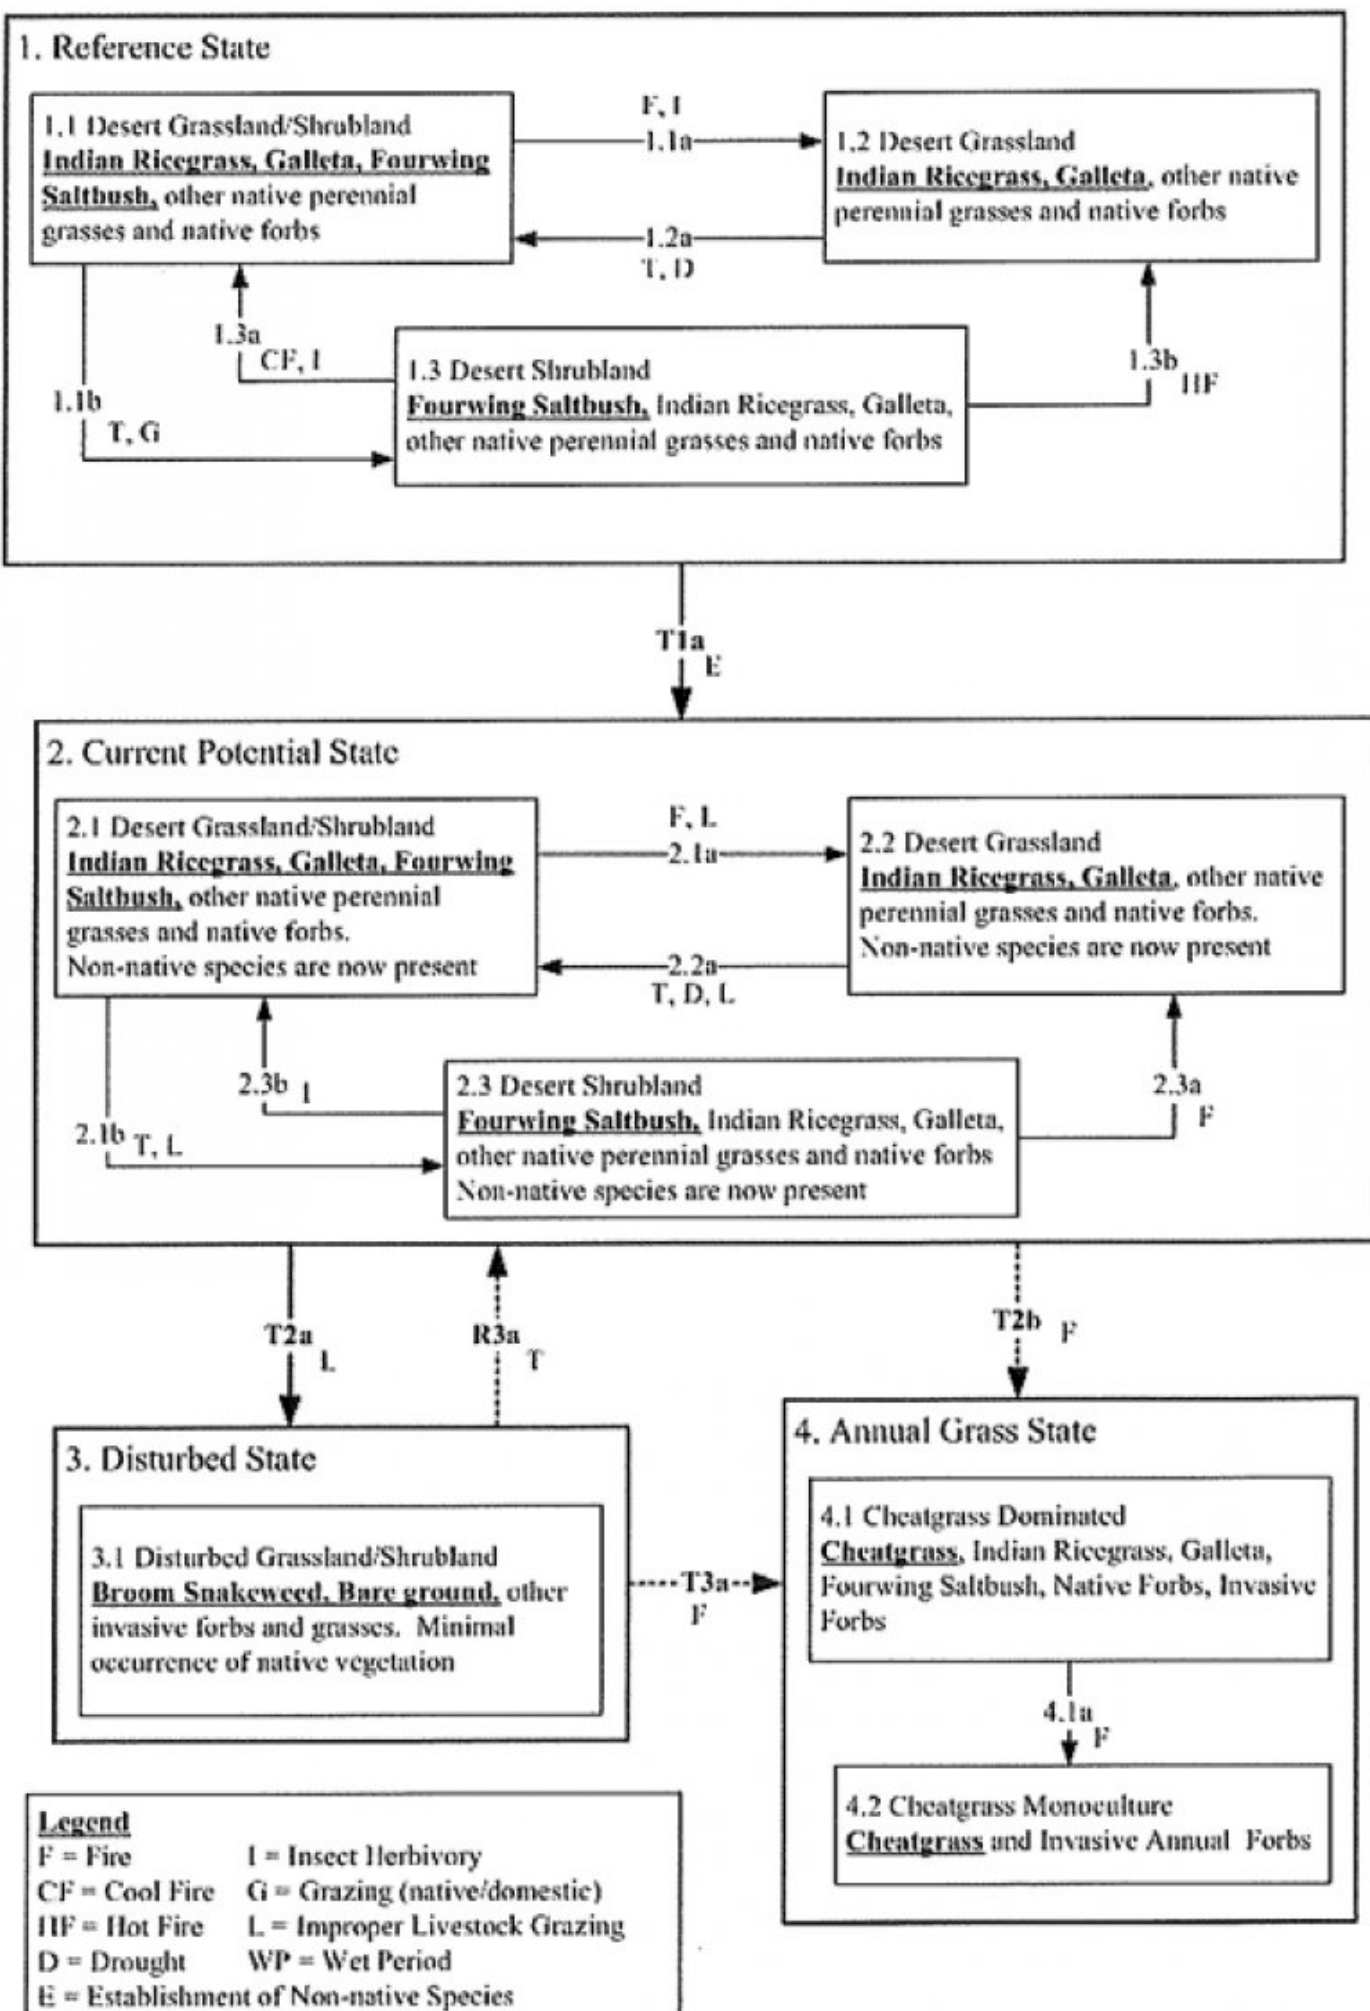 1. Reference State
1.1 Desert Grassland/Shrubland
Indian Ricegrass, Galleta, Fourwing
Saltbush, other native perennial
grasses and native forbs
F, I
1.1a
1.2 Desert Grassland
Indian Ricegrass, Galleta, other native
perennial grasses and native forbs
1.2a
T, D
1.3a
CF, I
1.3 Desert Shrubland
Fourwing Saltbush, Indian Ricegrass, Galleta,
other native perennial grasses and native forbs
1.3b
HF
1.1b
T, G
T1a
E
2. Current Potential State
2.1 Desert Grassland/Shrubland
Indian Ricegrass, Galleta, Fourwing
Saltbush, other native perennial
grasses and native forbs.
Non-native species are now present
F, L
2.1a
2.2 Desert Grassland
Indian Ricegrass, Galleta, other native
perennial grasses and native forbs.
Non-native species are now present
2.2a
T, D, L
2.3b
I
2.3 Desert Shrubland
Fourwing Saltbush, Indian Ricegrass, Galleta,
other native perennial grasses and native forbs
Non-native species are now present
2.3a
F
2.1b
T, L
T2a
L
R3a
T
T2b
F
3. Disturbed State
3.1 Disturbed Grassland/Shrubland
Broom Snakeweed, Bare ground, other
invasive forbs and grasses. Minimal
occurrence of native vegetation
T3a
F
4. Annual Grass State
4.1 Cheatgrass Dominated
Cheatgrass, Indian Ricegrass, Galleta,
Fourwing Saltbush, Native Forbs, Invasive
Forbs
4.1a
F
4.2 Cheatgrass Monoculture
Cheatgrass and Invasive Annual Forbs
Legend
F = Fire I = Insect Herbivory
CF = Cool Fire G = Grazing (native/domestic)
HF = Hot Fire L = Improper Livestock Grazing
D = Drought WP = Wet Period
E = Establishment of Non-native Species